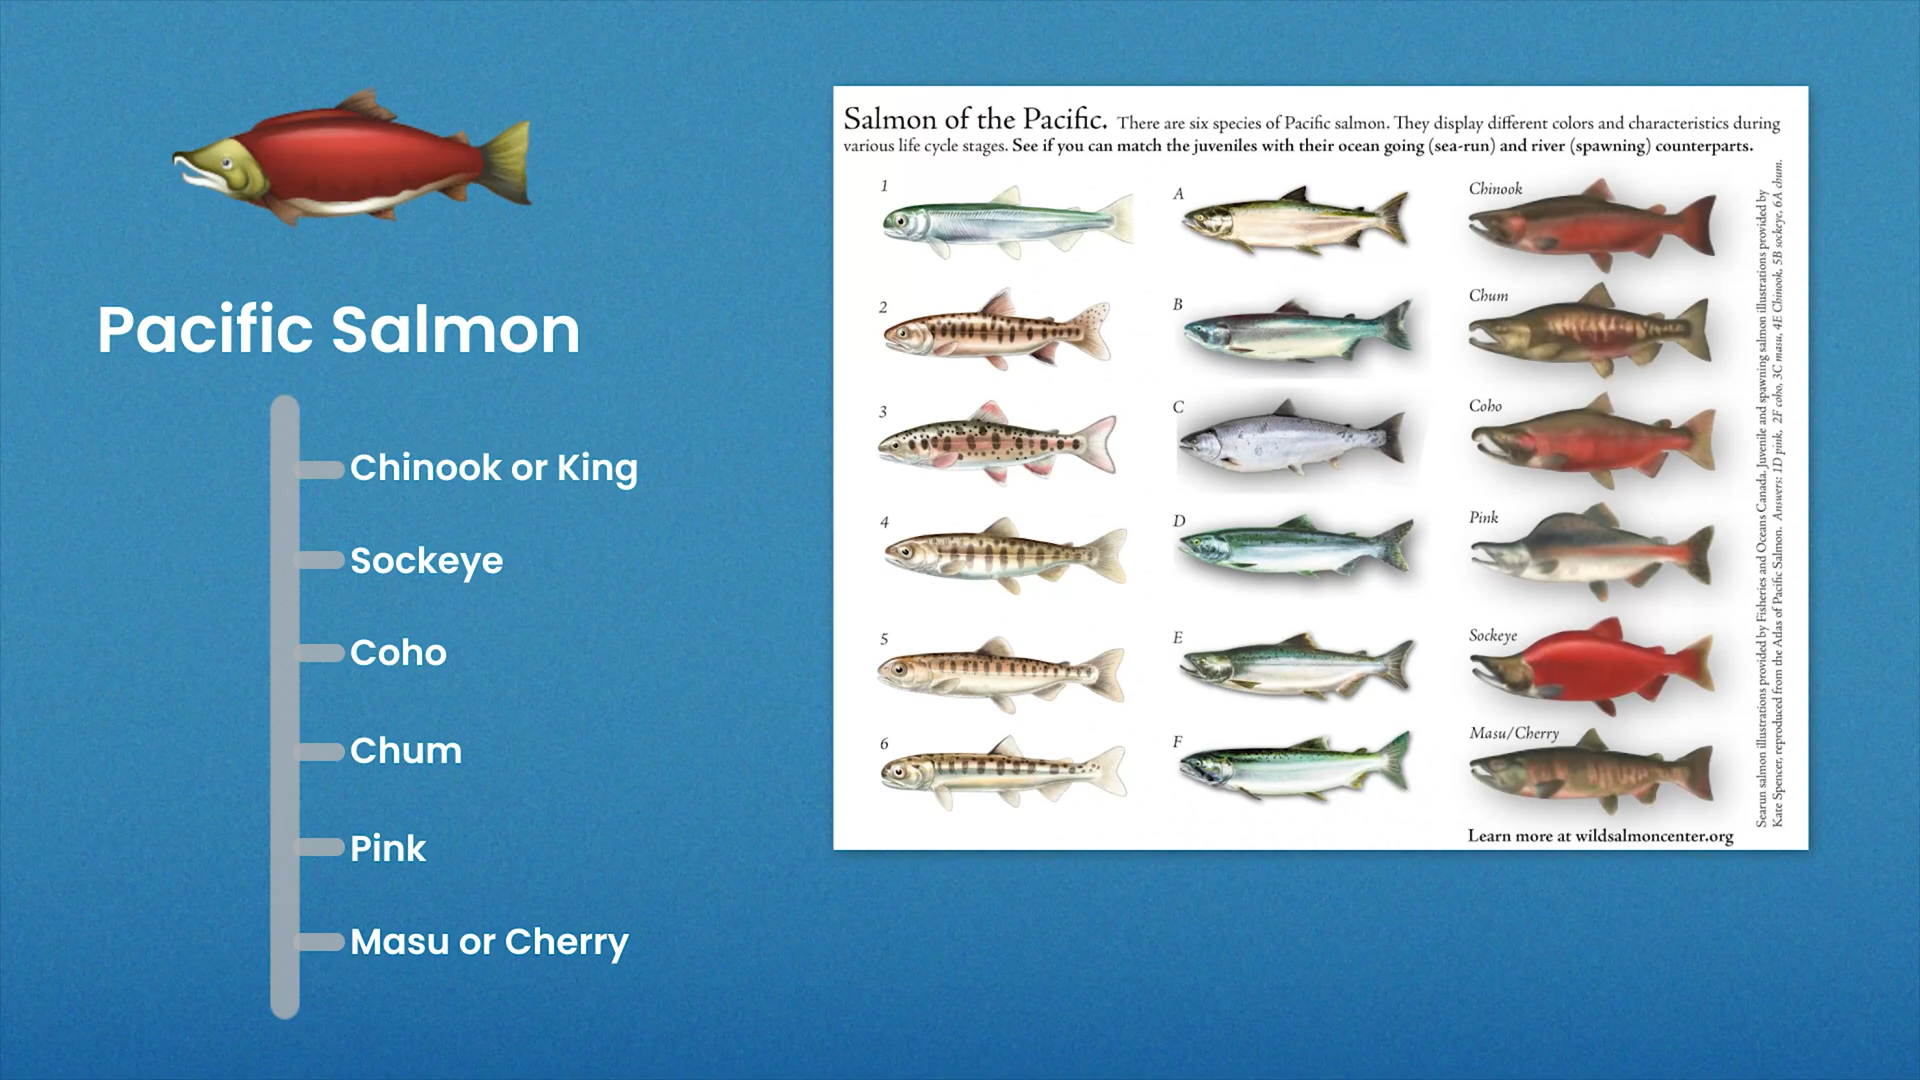 Pacific Salmon
Chinook or King
Sockeye
Coho
Chum
Pink
Masu or Cherry
Salmon of the Pacific. There are six species of Pacific salmon. They display different colors and characteristics during
various life cycle stages. See if you can match the juveniles with their ocean going (sea-run) and river (spawning) counterparts.
1
A
Chinook
2
B
Chum
3
C
Coho
4
D
Pink
5
E
Sockeye
6
F
Masu/Cherry
Learn more at wildsalmoncenter.org
Searun salmon illustrations provided by Fisheries and Oceans Canada. Juvenile and spawning salmon illustrations provided by
Kate Spencer, reproduced from the Atlas of Pacific Salmon. Answers: 1D pink, 2F coho, 3C masu, 4E Chinook, 5B sockeye, 6A chum.